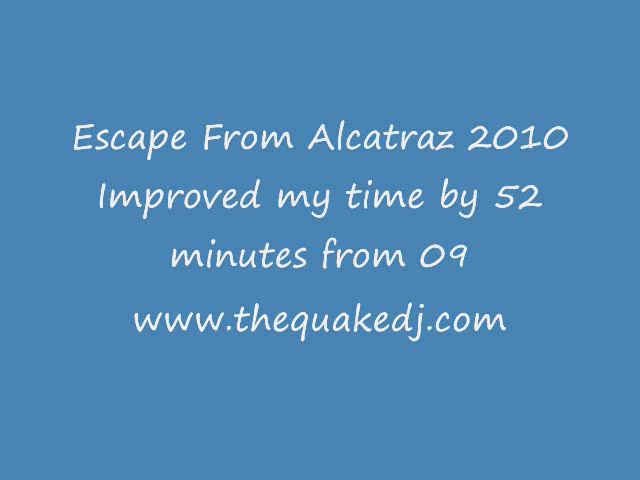 Escape From Alcatraz 2010
Improved my time by 52
minutes from 09
www.thequakedj.com